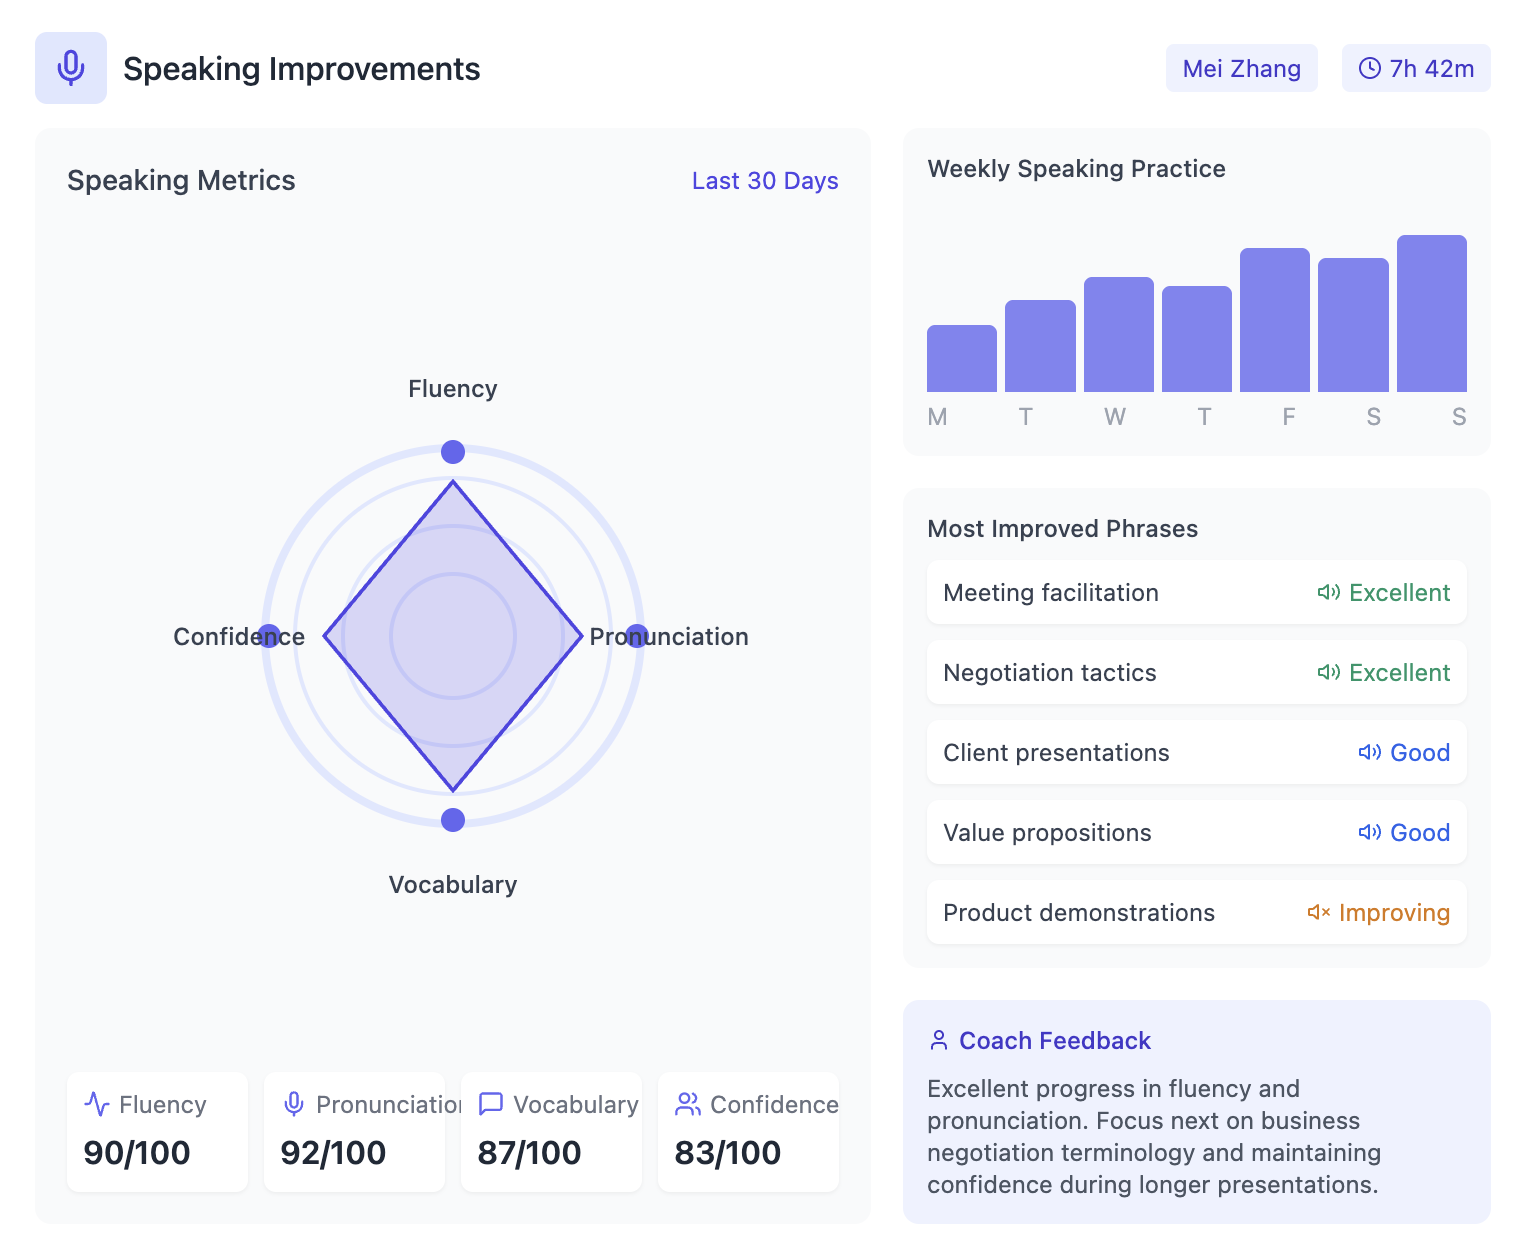 Speaking Improvements
Mei Zhang
7h 42m
Speaking Metrics
Last 30 Days
Fluency
Confidence
Pronunciation
Vocabulary
Fluency
90/100
Pronunciation
92/100
Vocabulary
87/100
Confidence
83/100
Weekly Speaking Practice
M T W T F S S
Most Improved Phrases
Meeting facilitation
Excellent
Negotiation tactics
Excellent
Client presentations
Good
Value propositions
Good
Product demonstrations
Improving
Coach Feedback
Excellent progress in fluency and
pronunciation. Focus next on business
negotiation terminology and maintaining
confidence during longer presentations.